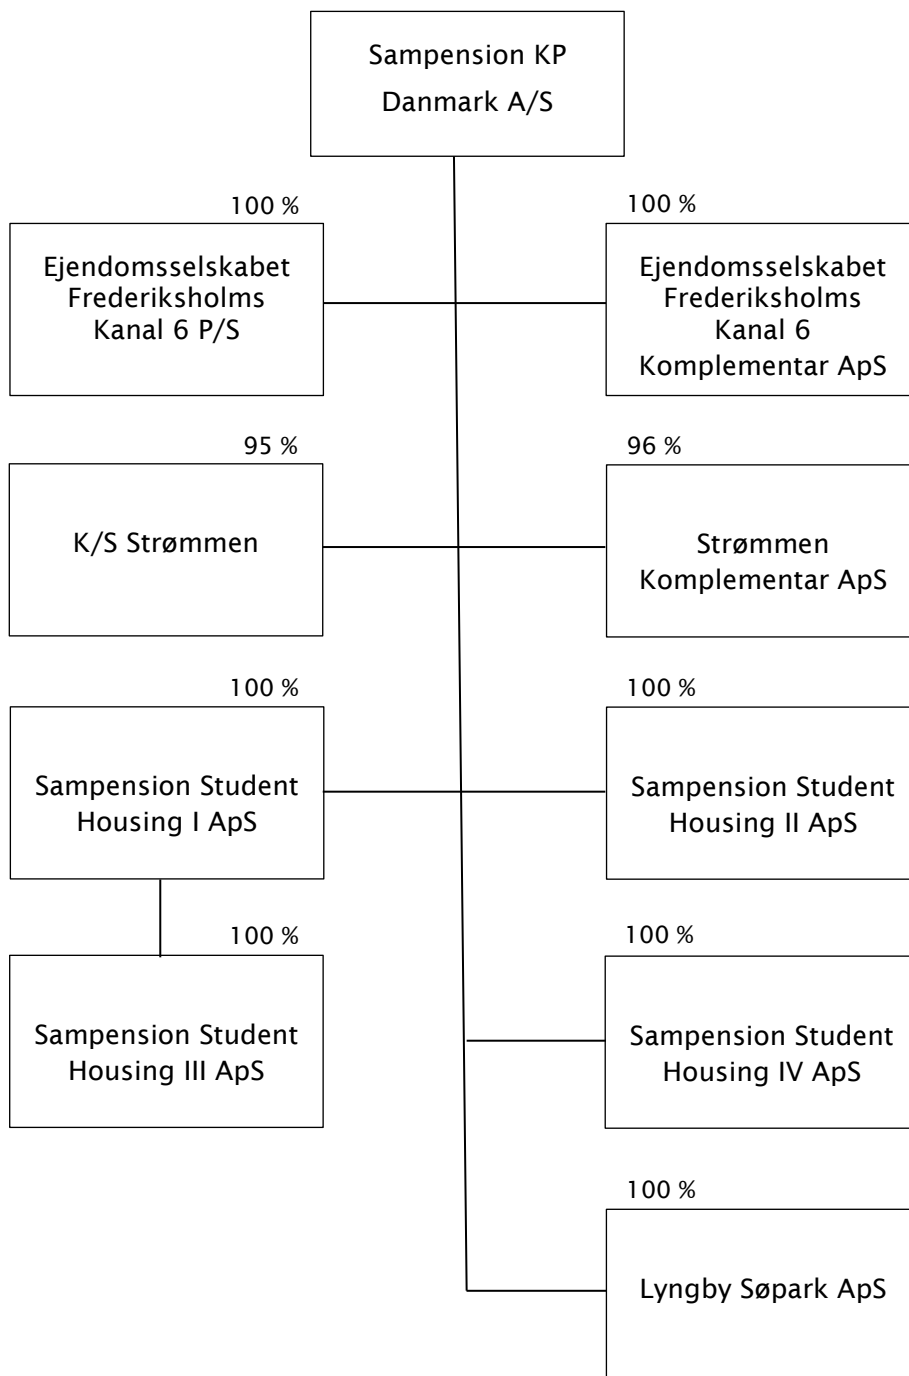 Sampension KP
Danmark A/S
100 %
100 %
Ejendomsselskabet
Frederiksholms
Kanal 6 P/S
Ejendomsselskabet
Frederiksholms
Kanal 6
Komplementar ApS
95 %
96 %
K/S Strømmen
Strømmen
Komplementar ApS
100 %
100 %
Sampension Student
Housing I ApS
Sampension Student
Housing II ApS
100 %
100 %
Sampension Student
Housing III ApS
Sampension Student
Housing IV ApS
100 %
Lyngby Søpark ApS